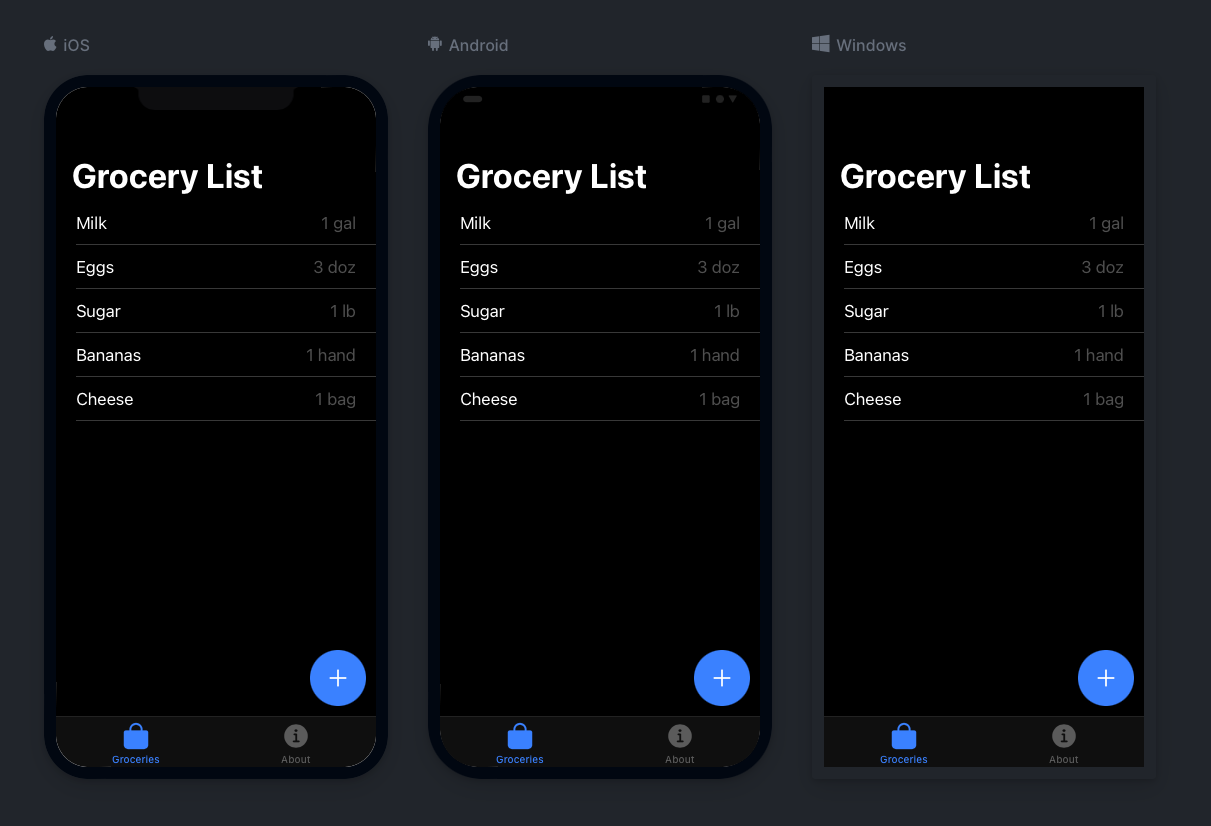 iOS
Grocery List
Milk 1 gal
Eggs 3 doz
Sugar 1 lb
Bananas 1 hand
Cheese 1 bag
Groceries About
Android
Grocery List
Milk 1 gal
Eggs 3 doz
Sugar 1 lb
Bananas 1 hand
Cheese 1 bag
Groceries About
Windows
Grocery List
Milk 1 gal
Eggs 3 doz
Sugar 1 lb
Bananas 1 hand
Cheese 1 bag
Groceries About